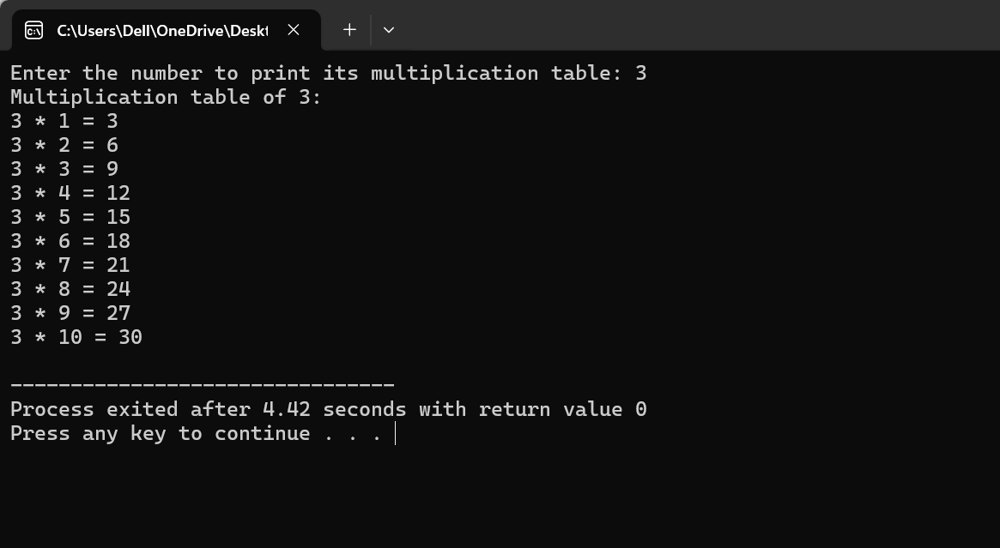 C:\Users\Dell\OneDrive\Deskt
Enter the number to print its multiplication table: 3
Multiplication table of 3:
3 * 1 = 3
3 * 2 = 6
3 * 3 = 9
3 * 4 = 12
3 * 5 = 15
3 * 6 = 18
3 * 7 = 21
3 * 8 = 24
3 * 9 = 27
3 * 10 = 30
--------------------------------
Process exited after 4.42 seconds with return value 0
Press any key to continue . . .